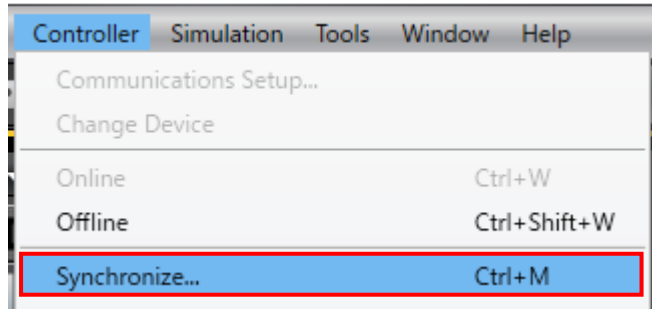 Controller Simulation Tools Window Help
Communications Setup...
Change Device
Online Ctrl+W
Offline Ctrl+Shift+W
Synchronize... Ctrl+M